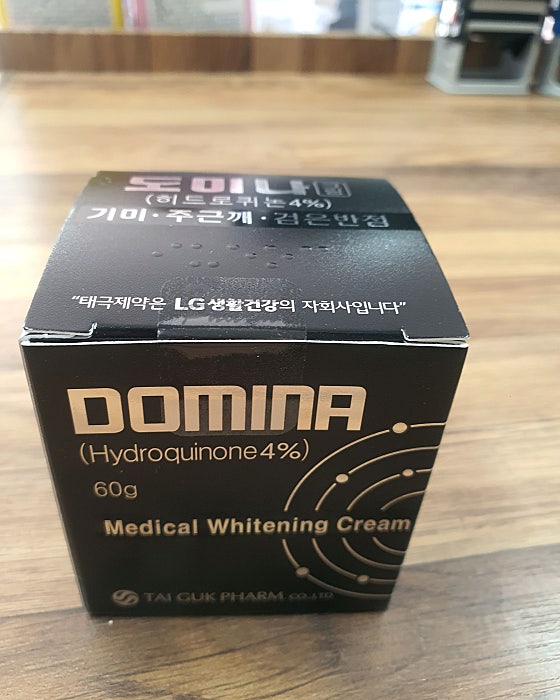 도미나크림
(히드로퀴논4%)
기미·주근깨·검은반점
“태극제약은 LG생활건강의 자회사입니다”
DOMINA
(Hydroquinone4%)
60g
Medical Whitening Cream
TAI GUK PHARM CO.,LTD.